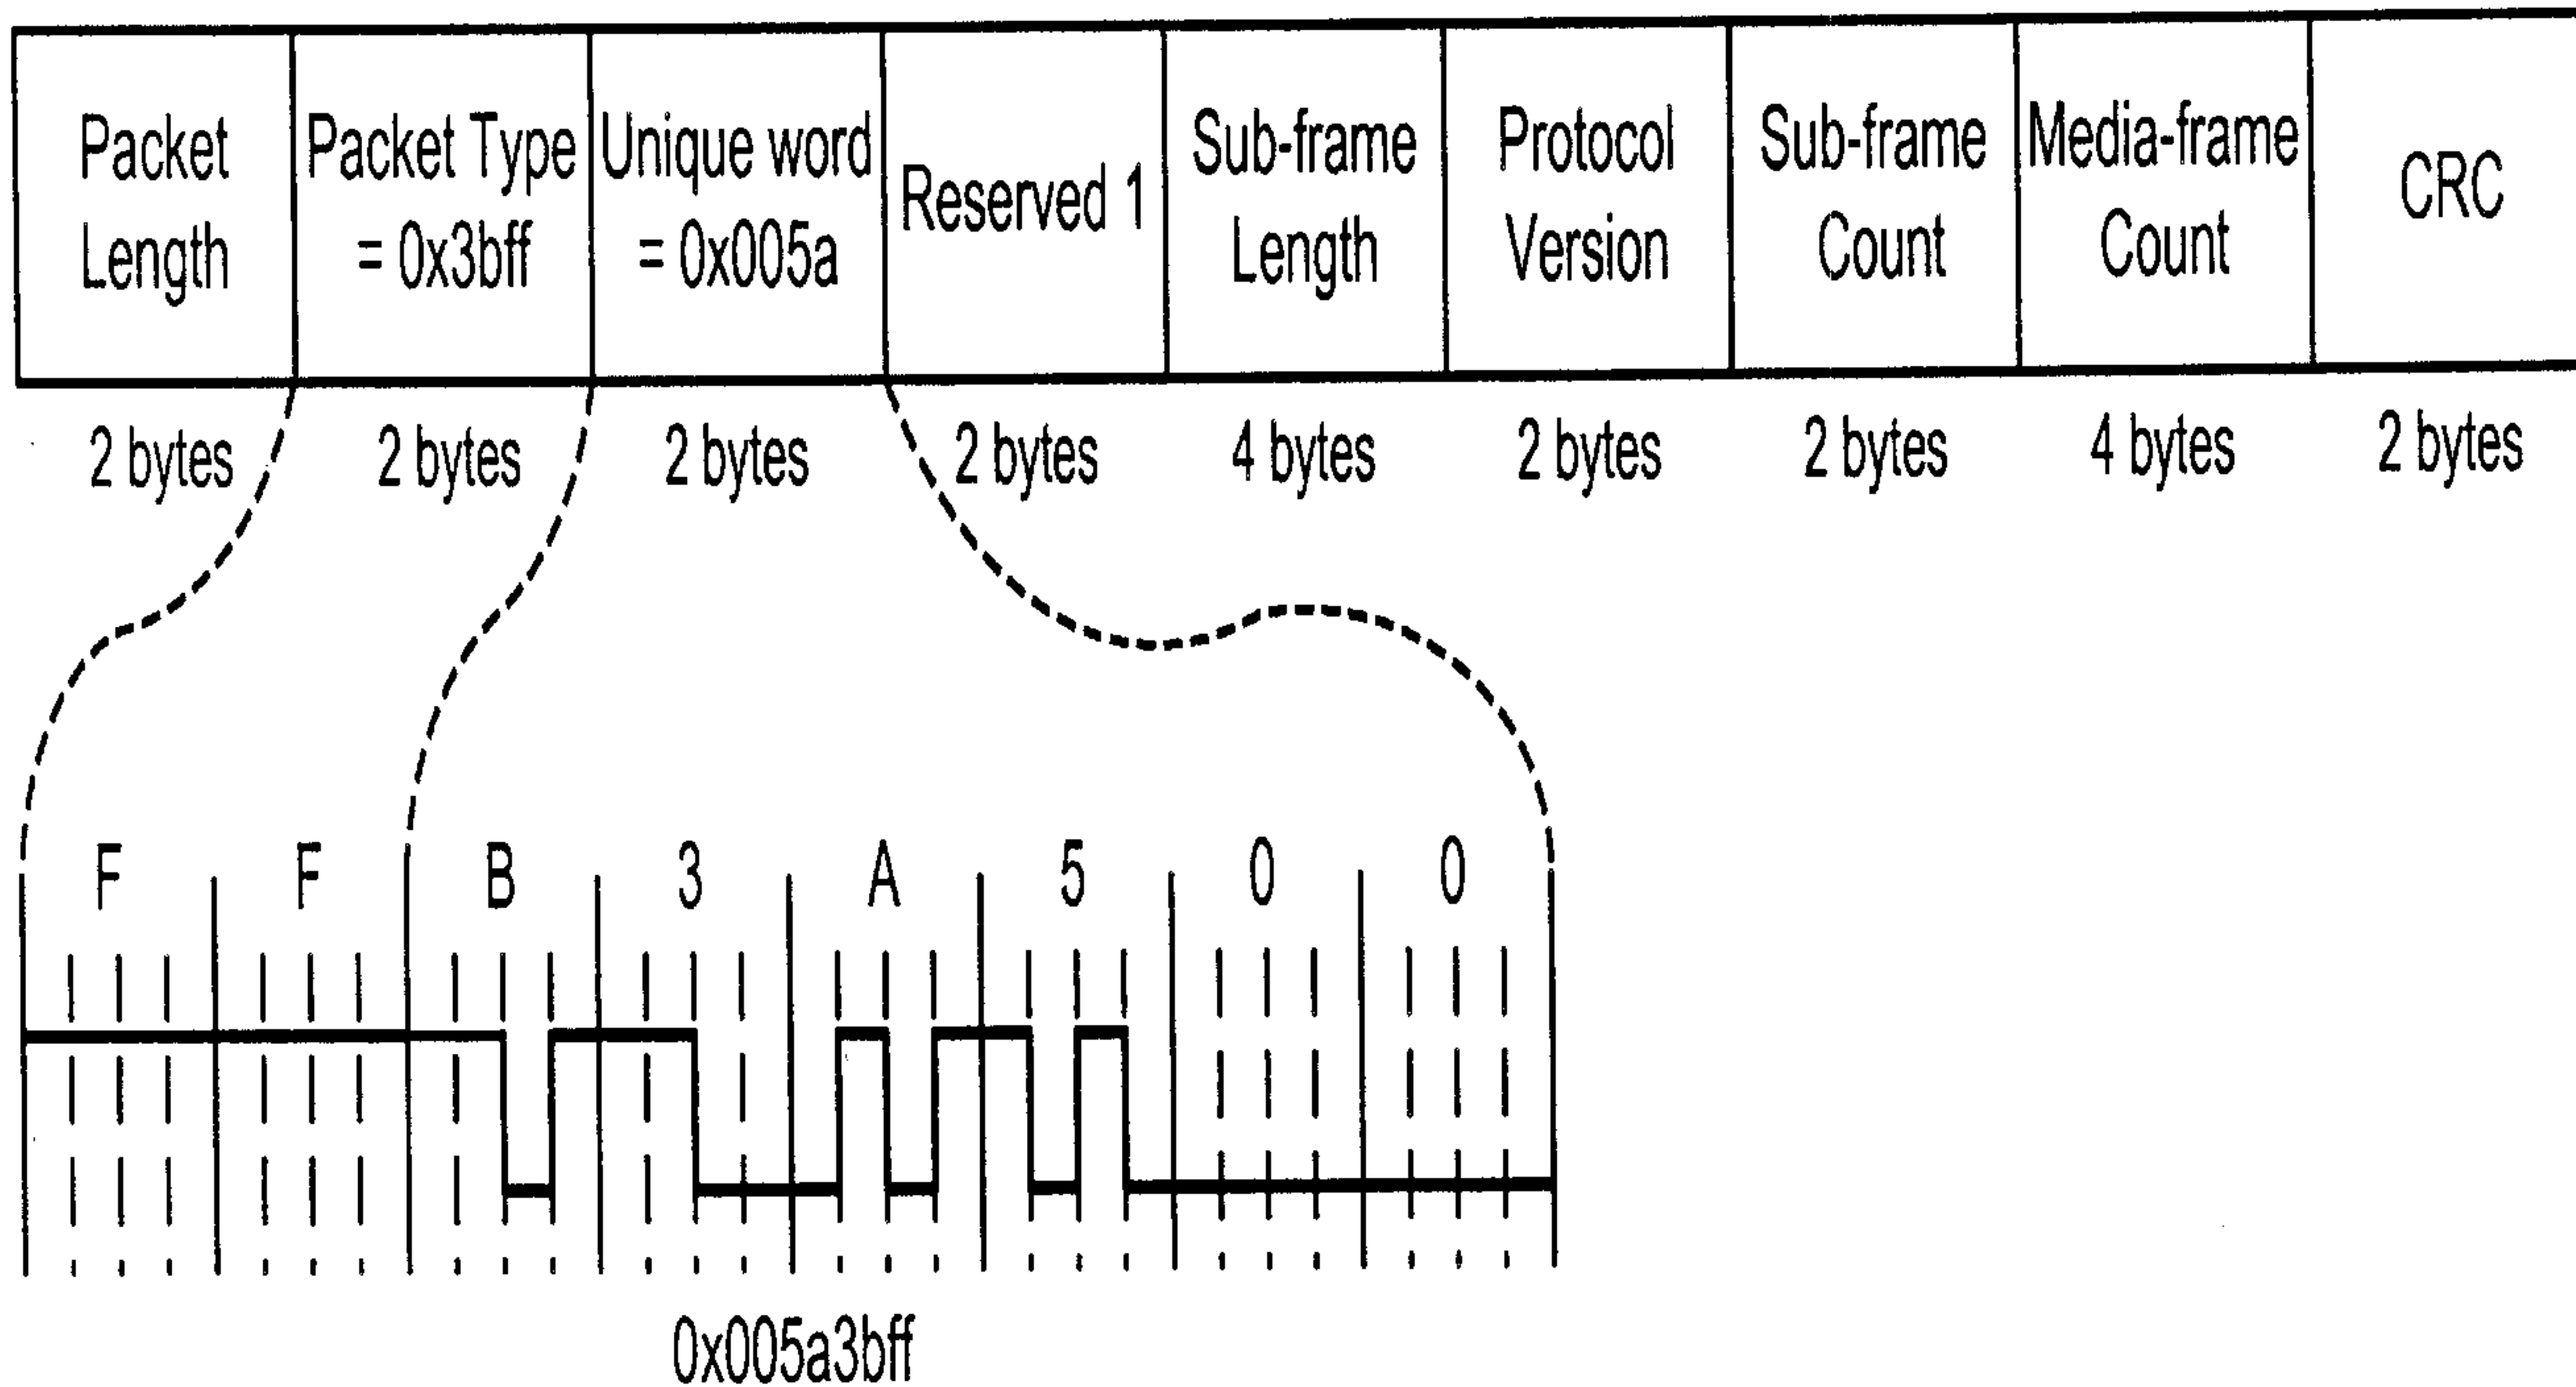 Packet
Length
Packet Type
= 0x3bff
Unique word
= 0x005a
Reserved 1
Sub-frame
Length
Protocol
Version
Sub-frame
Count
Media-frame
Count
CRC
2 bytes 2 bytes 2 bytes 2 bytes 4 bytes 2 bytes 2 bytes 4 bytes 2 bytes
F F B 3 A 5 0 0
0x005a3bff